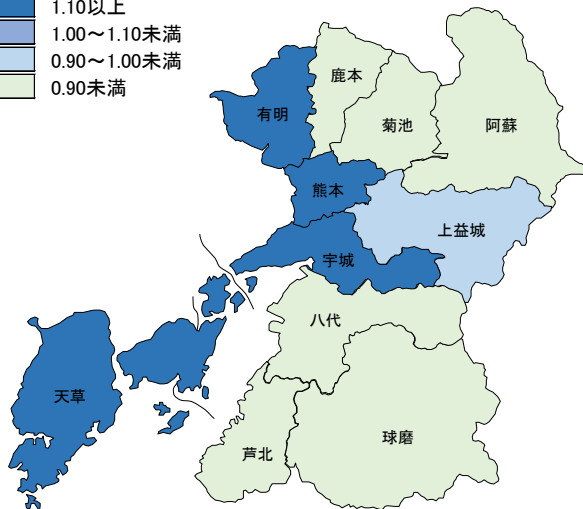 1.10以上
1.00～1.10未満
0.90～1.00未満
0.90未満
鹿本
有明
菊池
阿蘇
熊本
上益城
宇城
八代
天草
球磨
芦北